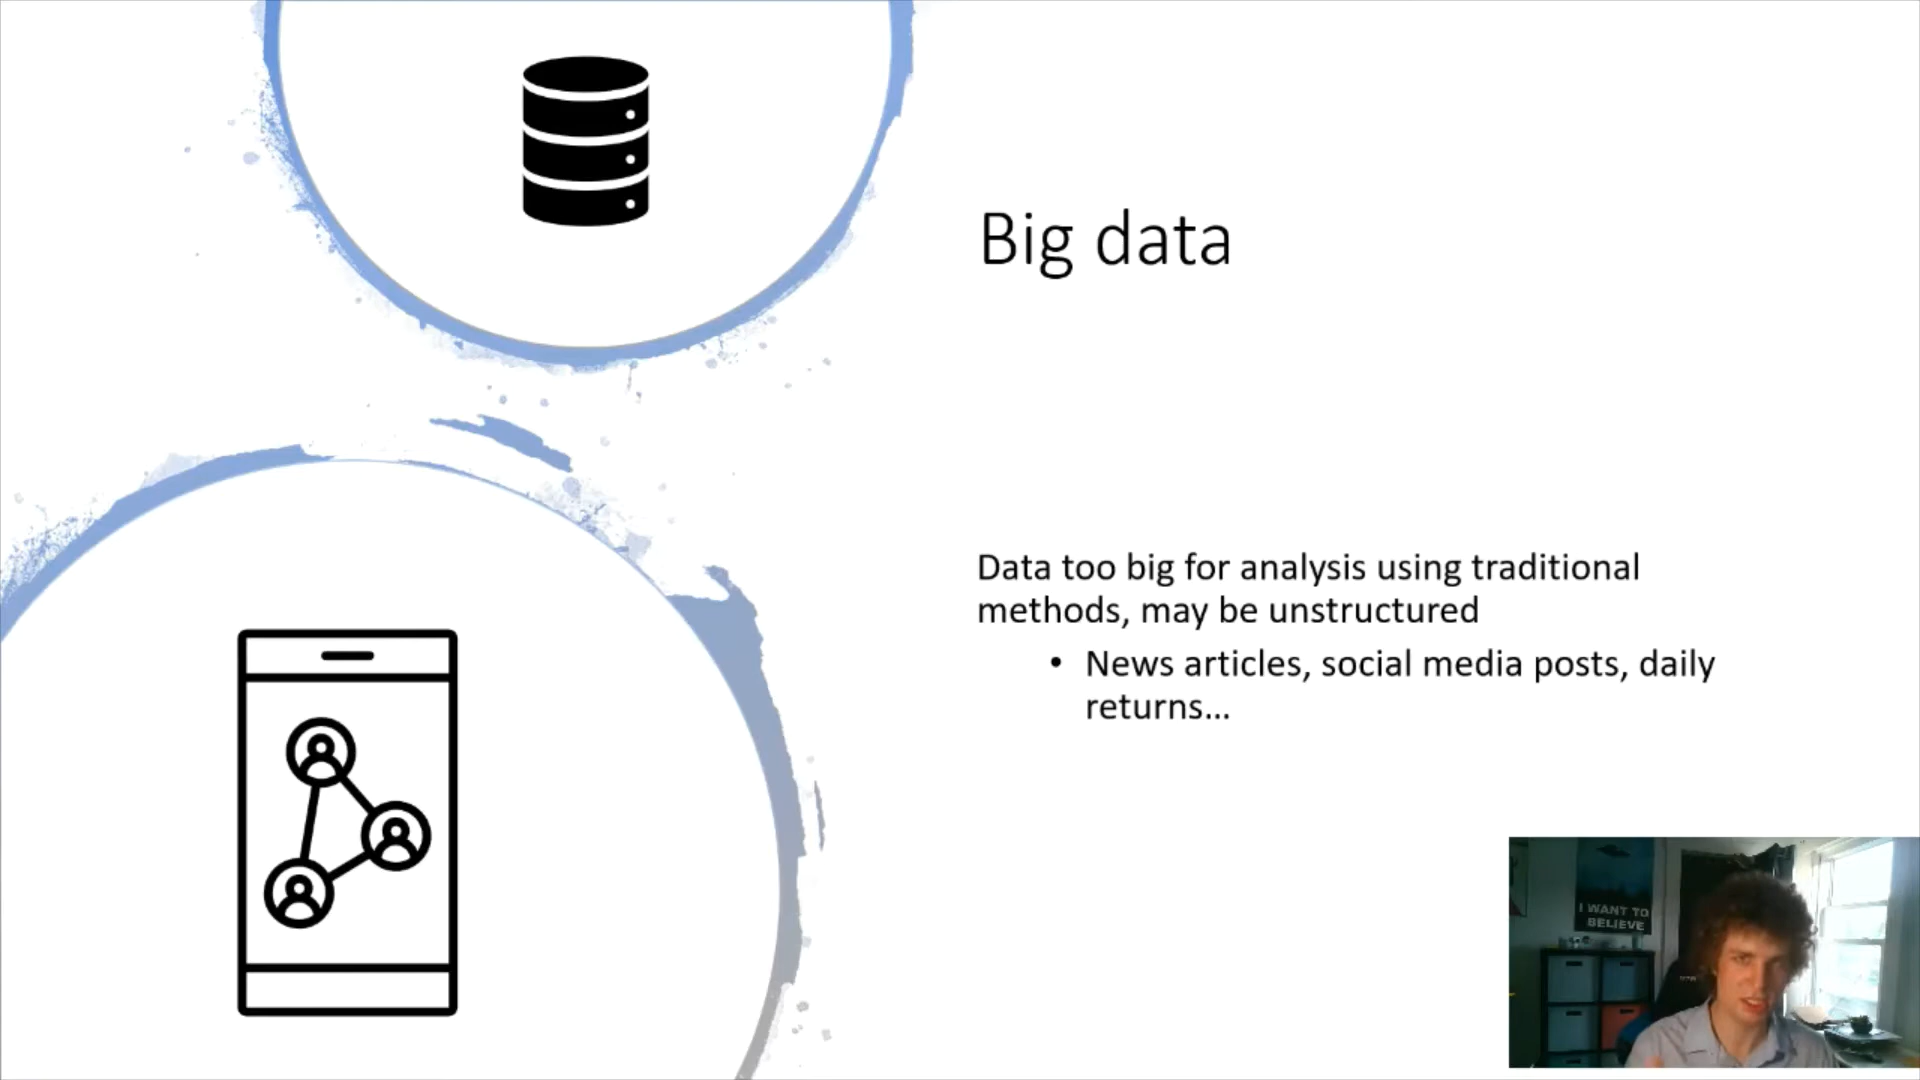 Big data
Data too big for analysis using traditional
methods, may be unstructured
• News articles, social media posts, daily
returns...
I WANT TO
BELIEVE